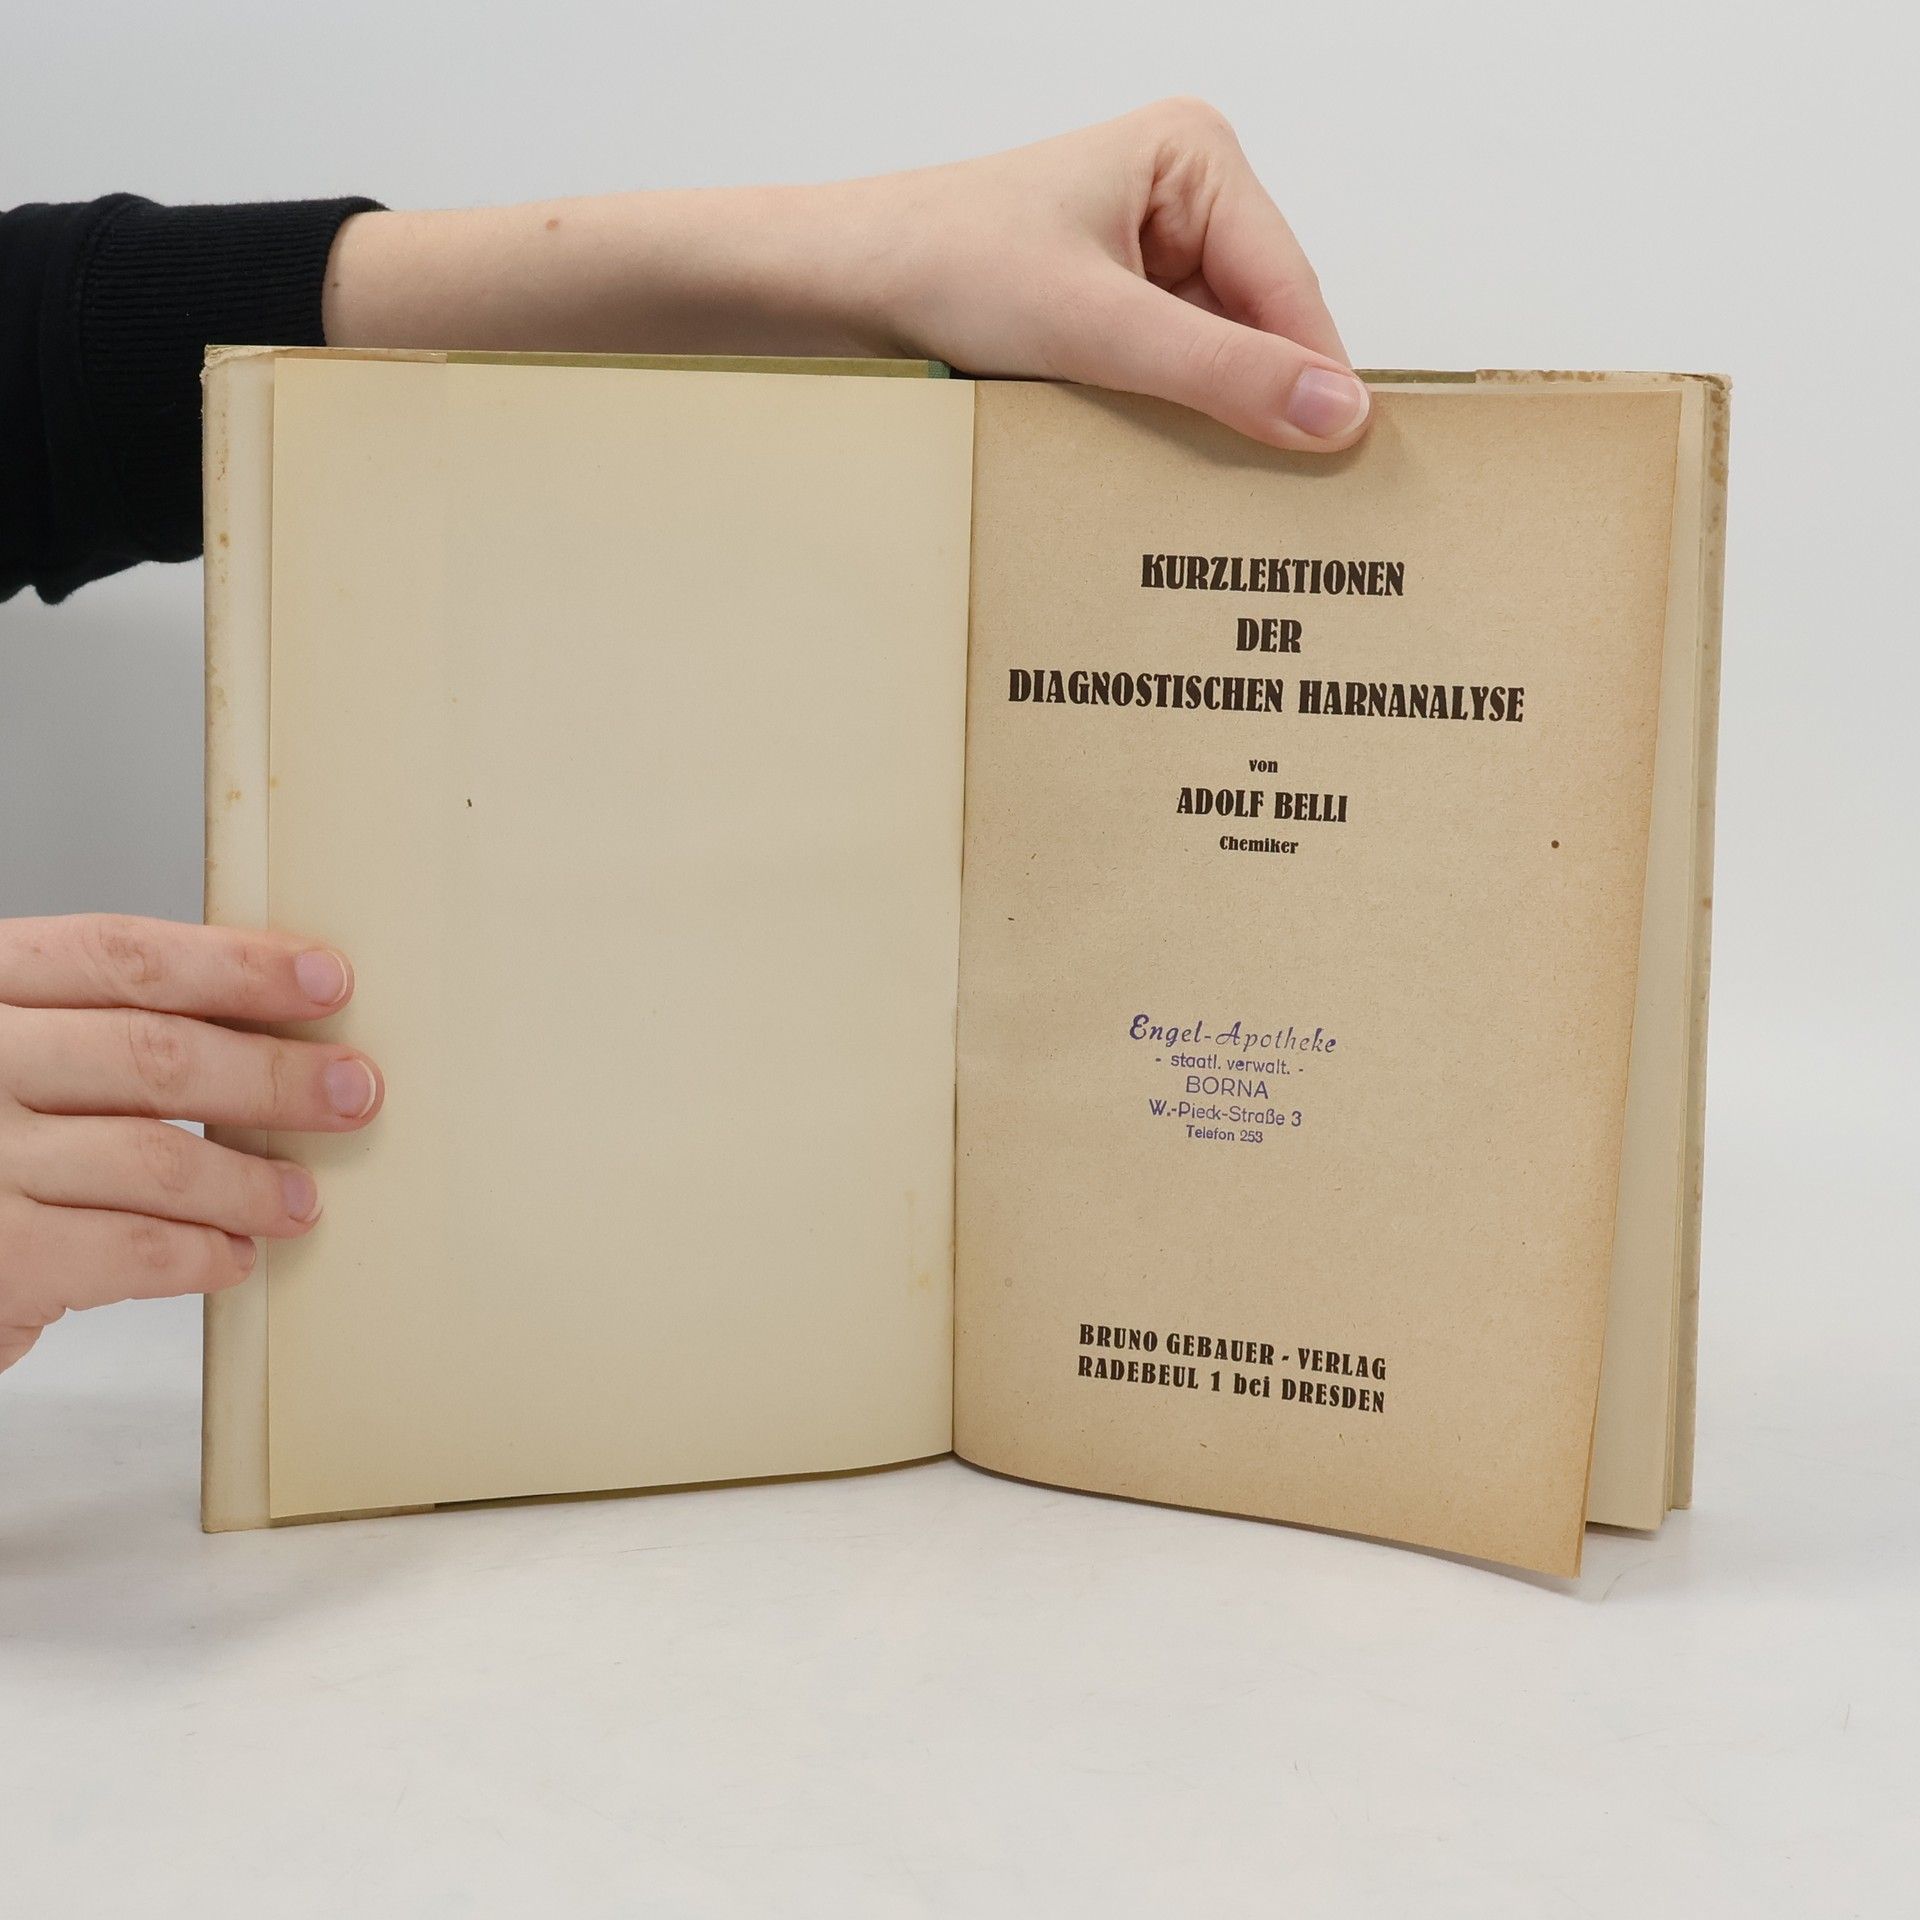 KURZLEKTIONEN
DER
DIAGNOSTISCHEN HARNANALYSE
von
ADOLF BELLI
Chemiker
Engel-Apotheke
- staatl. verwalt. -
BORNA
W.-Pieck-Straße 3
Telefon 253
BRUNO GEBAUER - VERLAG
RADEBEUL 1 bei DRESDEN